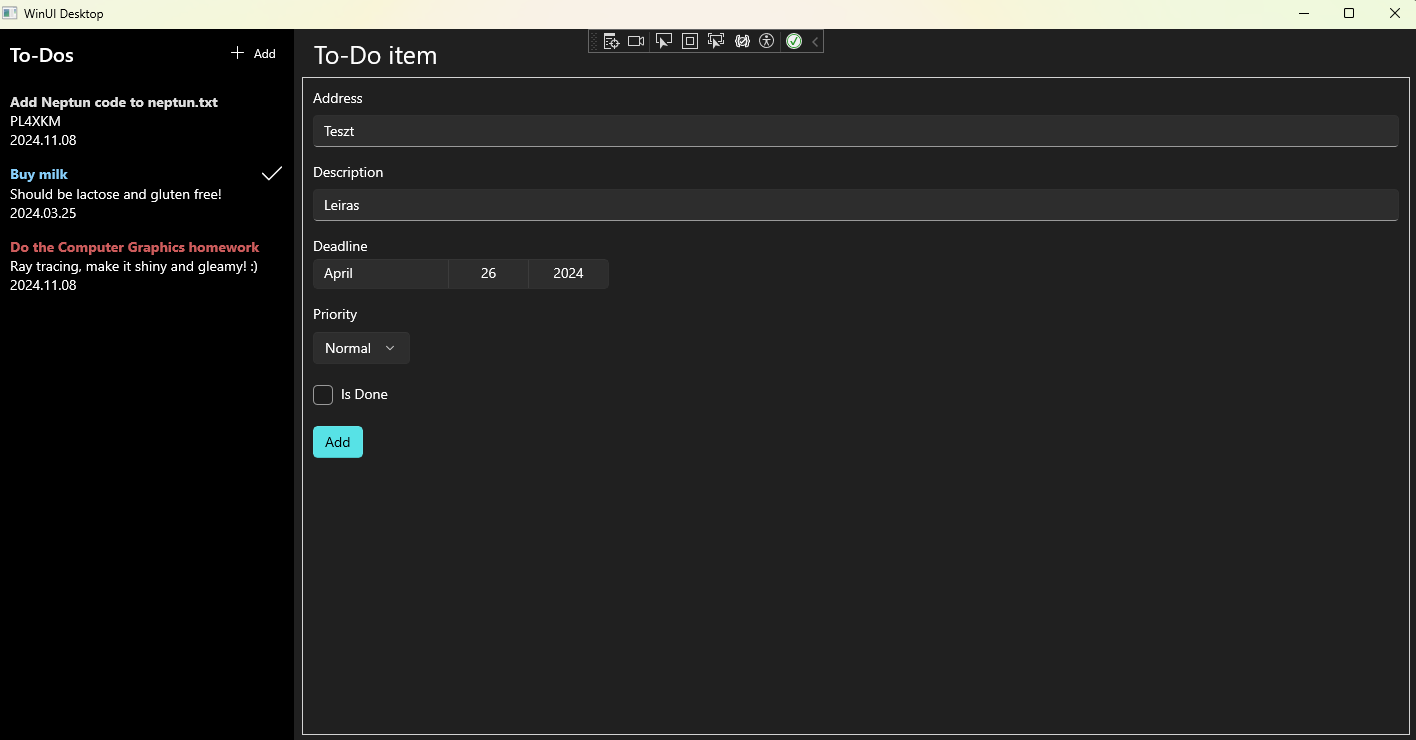 WinUI Desktop
To-Dos
Add
Add Neptun code to neptun.txt
PL4XKM
2024.11.08
Buy milk
Should be lactose and gluten free!
2024.03.25
Do the Computer Graphics homework
Ray tracing, make it shiny and gleamy! :)
2024.11.08
To-Do item
Address
Teszt
Description
Leiras
Deadline
April 26 2024
Priority
Normal
Is Done
Add